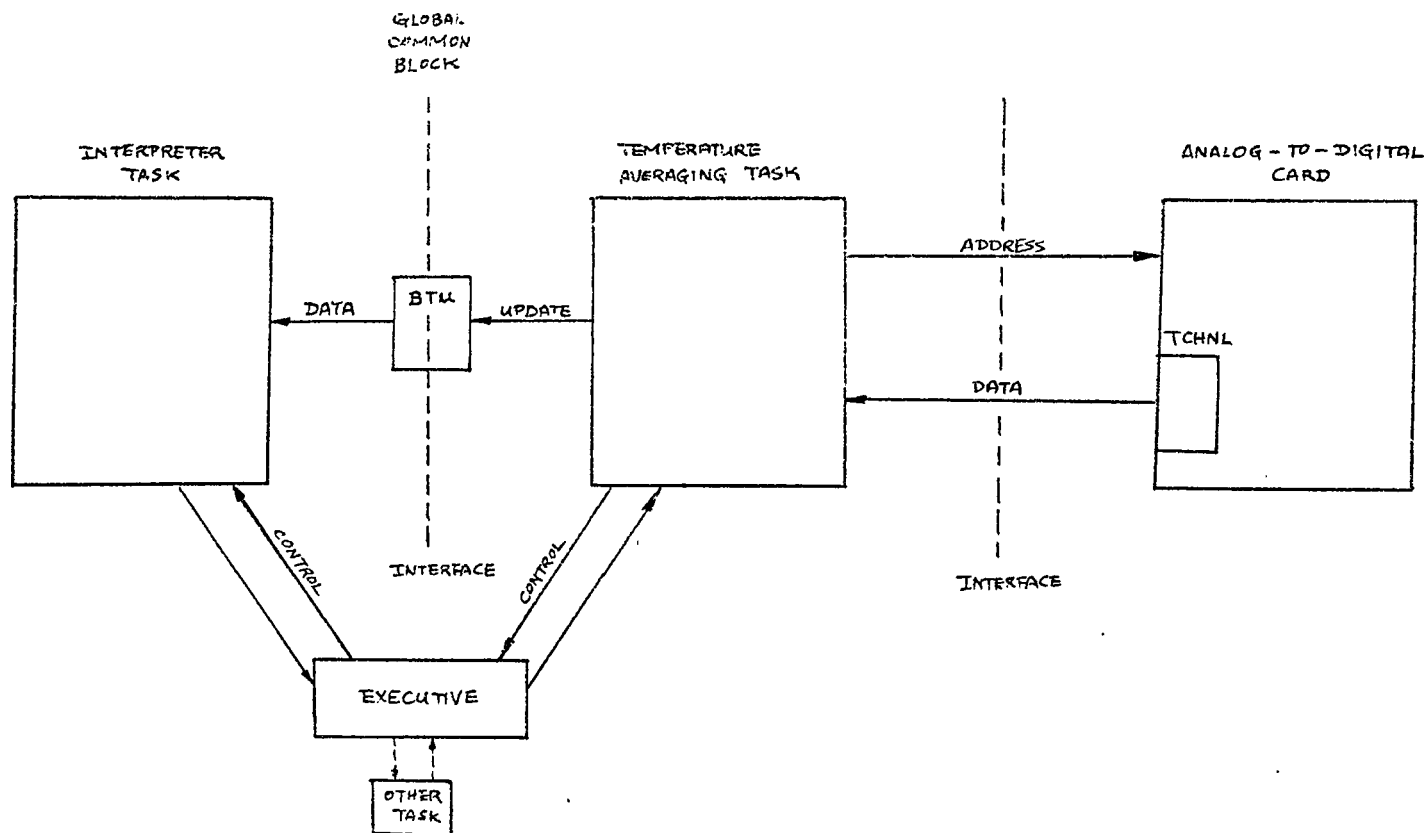 GLOBAL
COMMON
BLOCK
INTERPRETER
TASK
TEMPERATURE
AVERAGING TASK
ANALOG-TO-DIGITAL
CARD
ADDRESS
BTM
DATA
UPDATE
TCHNL
DATA
CONTROL
CONTROL
INTERFACE
INTERFACE
EXECUTIVE
OTHER
TASK